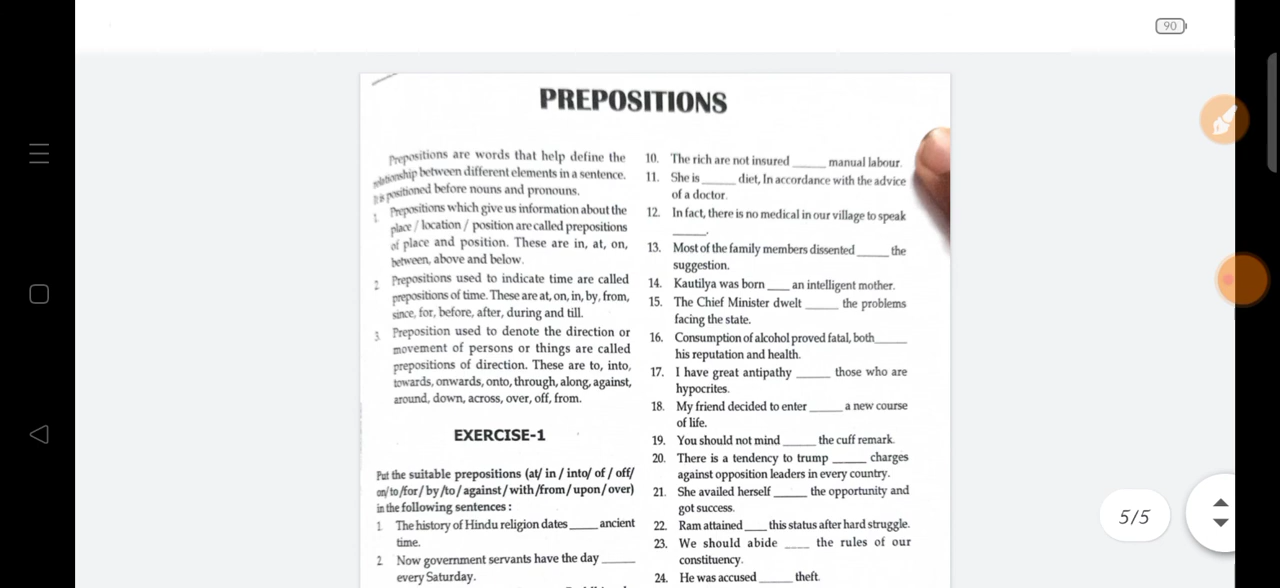 90
PREPOSITIONS
Prepositions are words that help define the
relationship between different elements in a sentence.
It is positioned before nouns and pronouns.
1. Prepositions which give us information about the
place / location / position are called prepositions
of place and position. These are in, at, on,
between, above and below.
2. Prepositions used to indicate time are called
prepositions of time. These are at, on, in, by, from,
since, for, before, after, during and till.
3. Preposition used to denote the direction or
movement of persons or things are called
prepositions of direction. These are to, into,
towards, onwards, onto, through, along, against,
around, down, across, over, off, from.
EXERCISE-1
Put the suitable prepositions (at/ in / into/ of / off/
on/ to /for / by /to / against / with /from / upon / over)
in the following sentences :
1. The history of Hindu religion dates _____ ancient
time.
2. Now government servants have the day _____
every Saturday.
10. The rich are not insured _____ manual labour.
11. She is _____ diet, In accordance with the advice
of a doctor.
12. In fact, there is no medical in our village to speak
_____.
13. Most of the family members dissented _____ the
suggestion.
14. Kautilya was born ____ an intelligent mother.
15. The Chief Minister dwelt _____ the problems
facing the state.
16. Consumption of alcohol proved fatal, both_____
his reputation and health.
17. I have great antipathy _____ those who are
hypocrites.
18. My friend decided to enter _____ a new course
of life.
19. You should not mind _____ the cuff remark.
20. There is a tendency to trump _____ charges
against opposition leaders in every country.
21. She availed herself _____ the opportunity and
got success.
22. Ram attained ____ this status after hard struggle.
23. We should abide ____ the rules of our
constituency.
24. He was accused _____ theft.
5/5